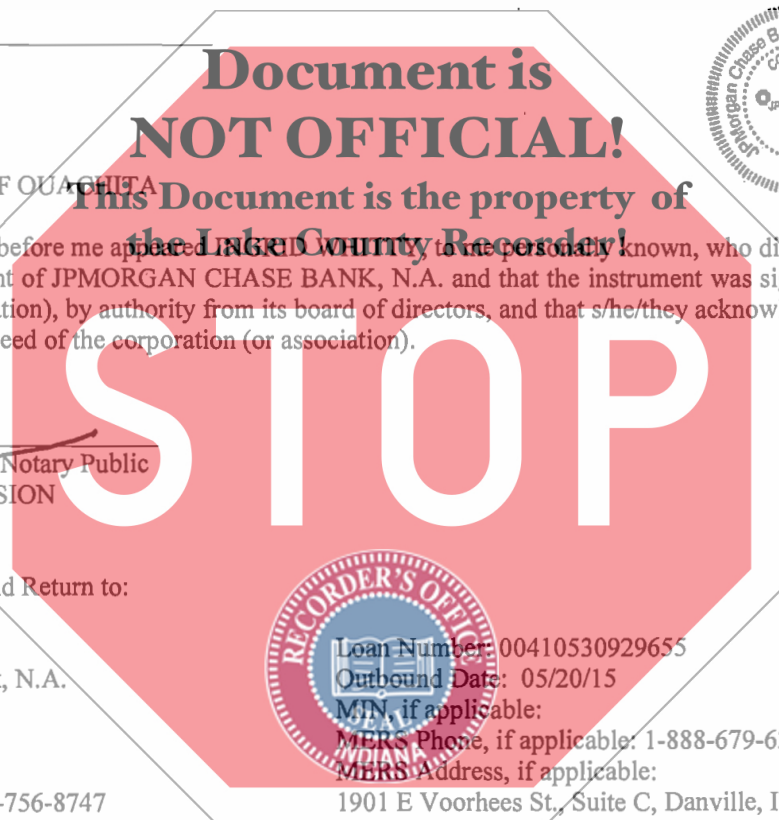 Document is
NOT OFFICIAL!
This Document is the property of
the Lake County Recorder!
JPMorgan Chase
F OUACHITA
before me appeared INGRID WHITTY, to me personally known, who di
nt of JPMORGAN CHASE BANK, N.A. and that the instrument was si
tion), by authority from its board of directors, and that s/he/they acknow
eed of the corporation (or association).
STOP
Notary Public
SION
d Return to:
RECORDER'S OFFICE
SEAL
INDIANA
Loan Number: 00410530929655
, N.A.
Outbound Date: 05/20/15
MIN, if applicable:
MERS Phone, if applicable: 1-888-679-6
MERS Address, if applicable:
-756-8747
1901 E Voorhees St., Suite C, Danville, I